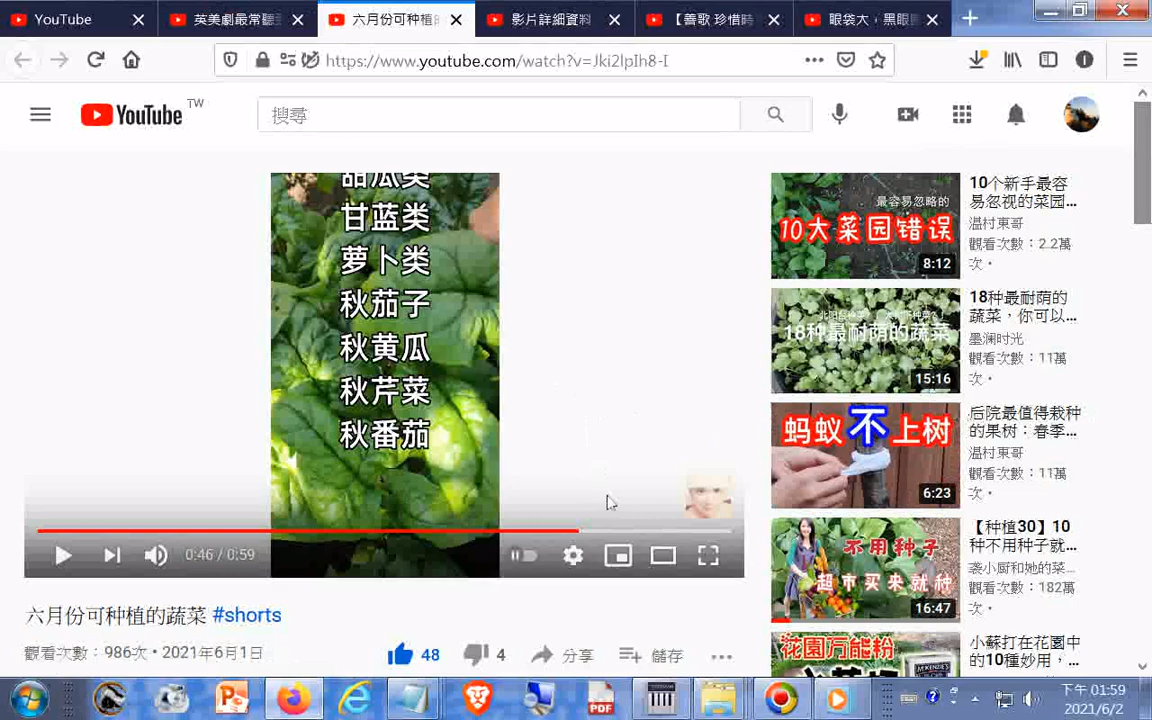 YouTube
英美劇最常聽
六月份可种植的
影片詳細資料
【善歌 珍惜時
眼袋大，黑眼
https://www.youtube.com/watch?v=Jki2lpIh8-I
YouTube
TW
搜尋
甜瓜类
甘蓝类
萝卜类
秋茄子
秋黄瓜
秋芹菜
秋番茄
0:46 / 0:59
六月份可种植的蔬菜 #shorts
觀看次數：986次 • 2021年6月1日
48
4
分享
儲存
最容易忽略的
10大菜园错误
8:12
10个新手最容
易忽视的菜园...
溫村東哥
觀看次數：2.2萬
次 •
18种最耐荫的蔬菜
15:16
18种最耐荫的
蔬菜，你可以...
墨澜时光
觀看次數：11萬
次 •
蚂蚁不上树
6:23
后院最值得栽种
的果树：春季...
溫村東哥
觀看次數：11萬
次 •
不用种子
超市买来就种
16:47
【种植30】10
种不用种子就...
觀看次數：182萬
次 •
花園万能粉
小蘇打在花園中
的10種妙用，...
PDF
下午 01:59
2021/6/2